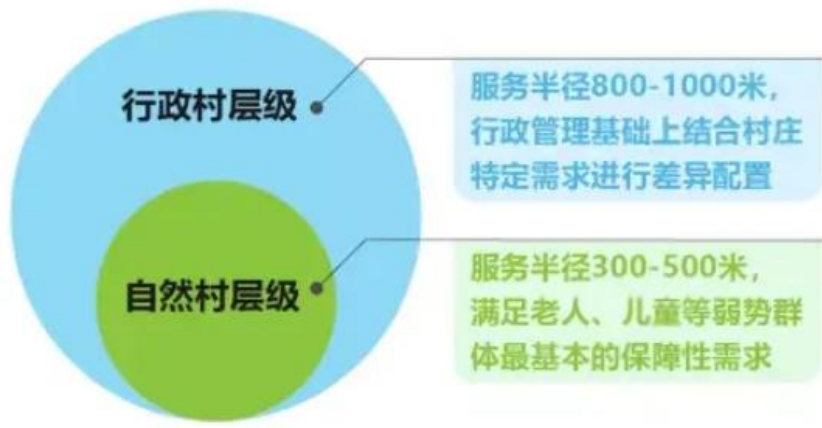 行政村层级
服务半径800-1000米，
行政管理基础上结合村庄
特定需求进行差异配置
自然村层级
服务半径300-500米，
满足老人、儿童等弱势群
体最基本的保障性需求